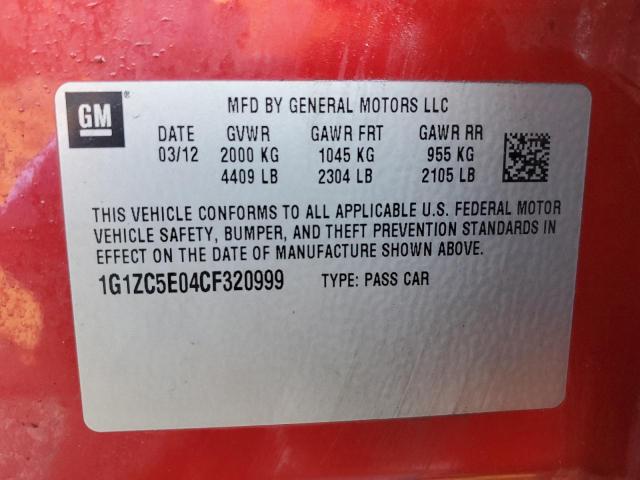 GM ®
MFD BY GENERAL MOTORS LLC
DATE GVWR GAWR FRT GAWR RR
03/12 2000 KG 1045 KG 955 KG
4409 LB 2304 LB 2105 LB
THIS VEHICLE CONFORMS TO ALL APPLICABLE U.S. FEDERAL MOTOR
VEHICLE SAFETY, BUMPER, AND THEFT PREVENTION STANDARDS IN
EFFECT ON THE DATE OF MANUFACTURE SHOWN ABOVE.
1G1ZC5E04CF320999 TYPE: PASS CAR